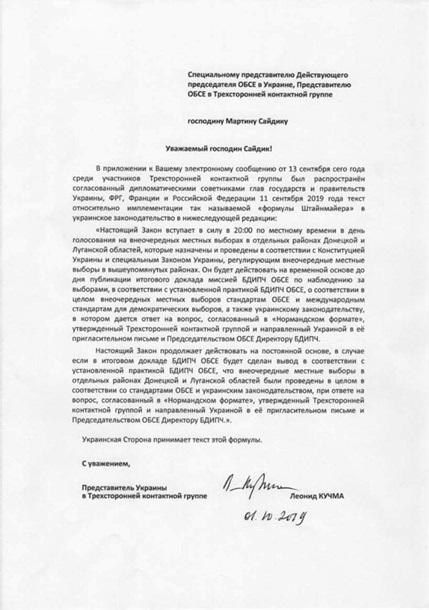 Специальному представителю Действующего
председателя ОБСЕ в Украине, Представителю
ОБСЕ в Трехсторонней контактной группе
господину Мартину Сайдику
Уважаемый господин Сайдик!
В приложении к Вашему электронному сообщению от 13 сентября сего года
среди участников Трехсторонней контактной группы был распространён
согласованный дипломатическими советниками глав государств и правительств
Украины, ФРГ, Франции и Российской Федерации 11 сентября 2019 года текст
относительно имплементации так называемой «формулы Штайнмайера» в
украинское законодательство в нижеследующей редакции:
«Настоящий Закон вступает в силу в 20:00 по местному времени в день
голосования на внеочередных местных выборах в отдельных районах Донецкой и
Луганской областей, которые назначены и проведены в соответствии с Конституцией
Украины и специальным Законом Украины, регулирующим внеочередные местные
выборы в вышеупомянутых районах. Он будет действовать на временной основе до
дня публикации итогового доклада миссией БДИПЧ ОБСЕ по наблюдению за
выборами, в соответствии с установленной практикой БДИПЧ ОБСЕ, о соответствии в
целом внеочередных местных выборов стандартам ОБСЕ и международным
стандартам для демократических выборов, а также украинскому законодательству,
в котором дается ответ на вопрос, согласованный в «Нормандском формате»,
утвержденный Трехсторонней контактной группой и направленный Украиной в её
пригласительном письме и Председательством ОБСЕ Директору БДИПЧ.
Настоящий Закон продолжает действовать на постоянной основе, в случае
если в итоговом докладе БДИПЧ ОБСЕ будет сделан вывод в соответствии с
установленной практикой БДИПЧ ОБСЕ, что внеочередные местные выборы в
отдельных районах Донецкой и Луганской областей были проведены в целом в
соответствии со стандартами ОБСЕ и украинским законодательством, при ответе на
вопрос, согласованный в «Нормандском формате», утвержденный Трехсторонней
контактной группой и направленный Украиной в её пригласительном письме и
Председательством ОБСЕ Директору БДИПЧ.».
Украинская Сторона принимает текст этой формулы.
С уважением,
Представитель Украины
в Трехсторонней контактной группе Леонид КУЧМА
01.10.2019